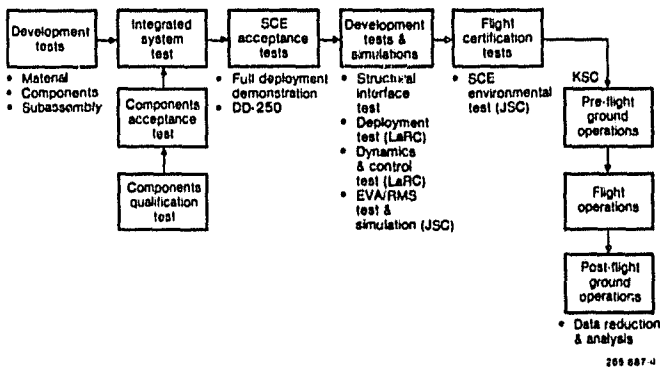 Development
tests
• Material
• Components
• Subassembly
Integrated
system
test
Components
acceptance
test
Components
qualification
test
SCE
acceptance
tests
• Full deployment
demonstration
• DD-250
Development
tests &
simulations
• Structural
interface
test
• Deployment
test (LaRC)
• Dynamics
& control
test (LaRC)
• EVA/RMS
test &
simulation (JSC)
Flight
certification
tests
• SCE
environmental
test (JSC)
KSC
Pre-flight
ground
operations
Flight
operations
Post-flight
ground
operations
• Data reduction
& analysis